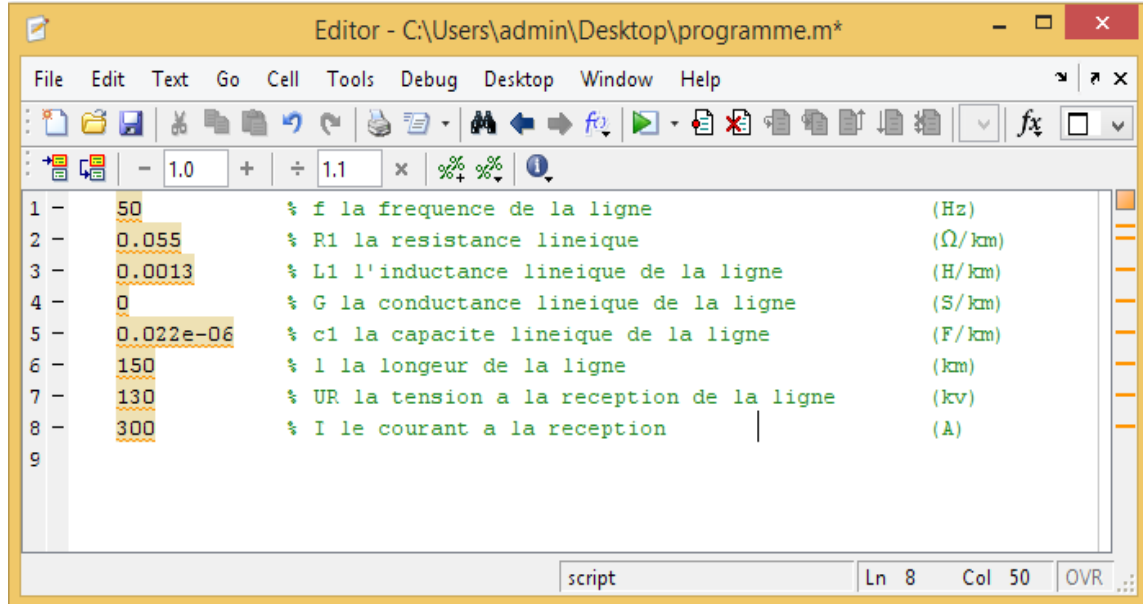 Editor - C:\Users\admin\Desktop\programme.m*
File Edit Text Go Cell Tools Debug Desktop Window Help
- 1.0 + ÷ 1.1 ×
1 - 50 % f la frequence de la ligne (Hz)
2 - 0.055 % R1 la resistance lineique (Ω/km)
3 - 0.0013 % L1 l'inductance lineique de la ligne (H/km)
4 - 0 % G la conductance lineique de la ligne (S/km)
5 - 0.022e-06 % c1 la capacite lineique de la ligne (F/km)
6 - 150 % l la longeur de la ligne (km)
7 - 130 % UR la tension a la reception de la ligne (kv)
8 - 300 % I le courant a la reception (A)
9
script Ln 8 Col 50 OVR